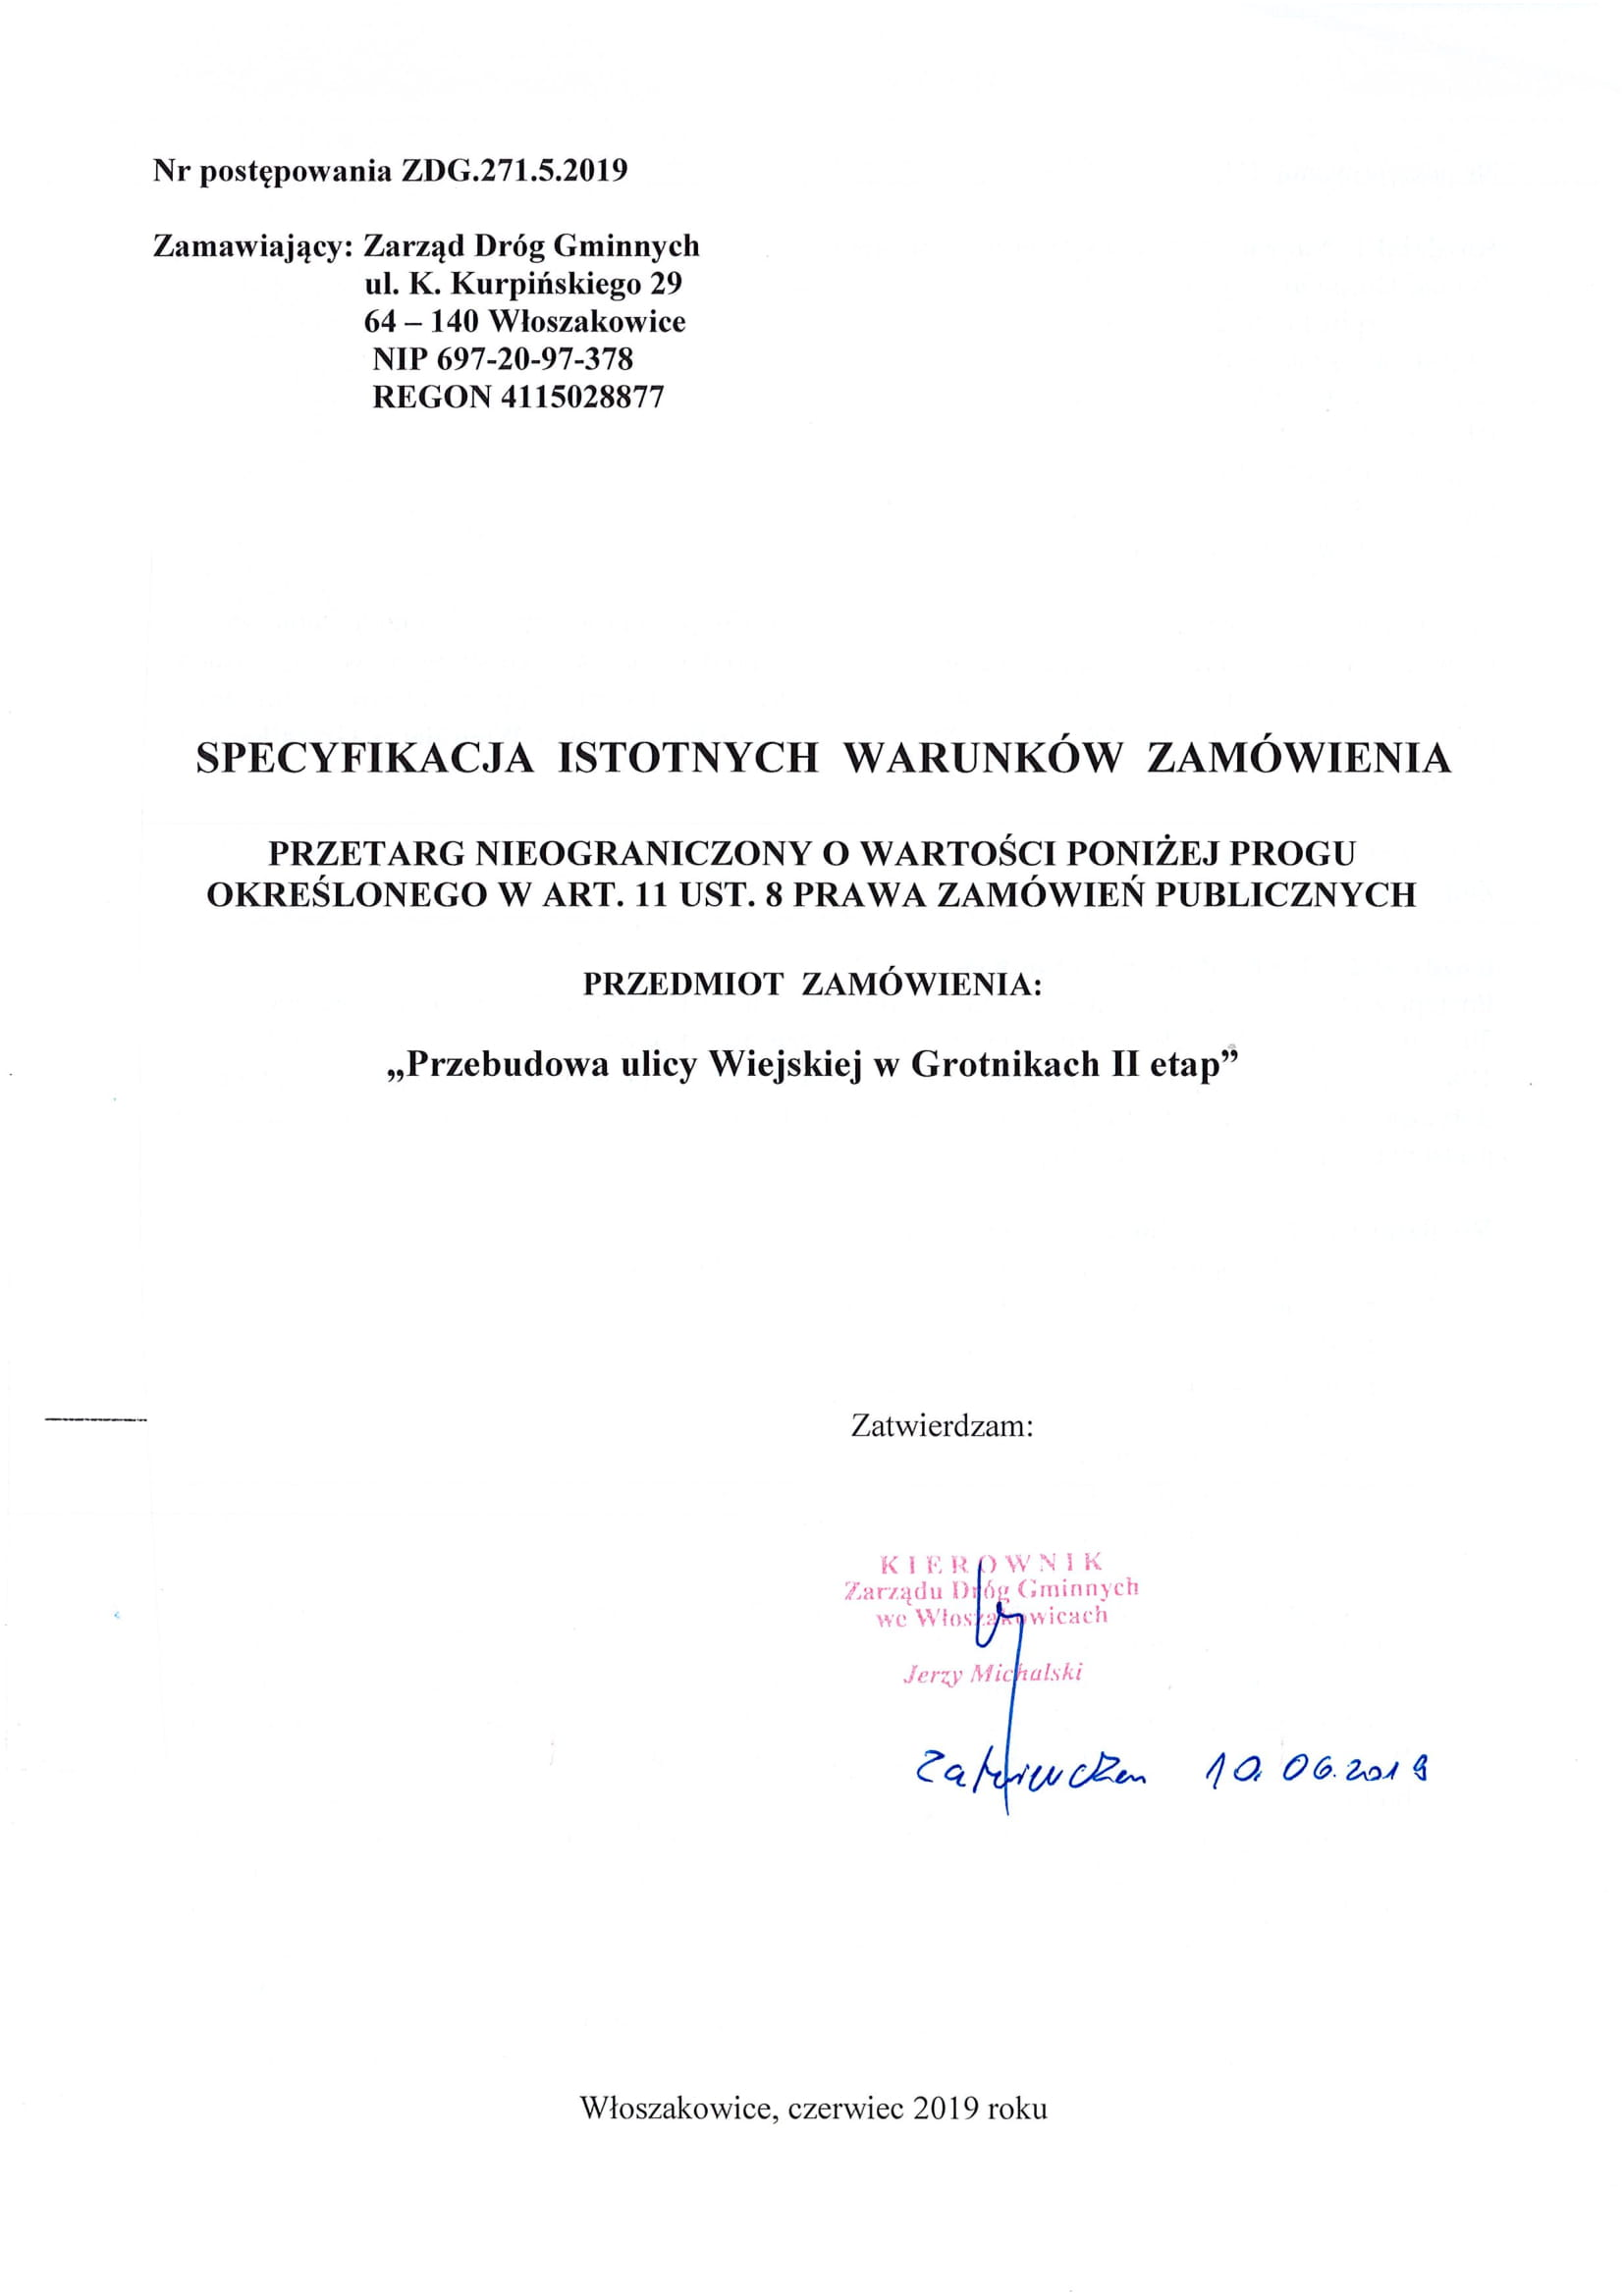 Nr postępowania ZDG.271.5.2019
Zamawiający: Zarząd Dróg Gminnych
ul. K. Kurpińskiego 29
64 – 140 Włoszakowice
NIP 697-20-97-378
REGON 4115028877
SPECYFIKACJA ISTOTNYCH WARUNKÓW ZAMÓWIENIA
PRZETARG NIEOGRANICZONY O WARTOŚCI PONIŻEJ PROGU
OKREŚLONEGO W ART. 11 UST. 8 PRAWA ZAMÓWIEŃ PUBLICZNYCH
PRZEDMIOT ZAMÓWIENIA:
„Przebudowa ulicy Wiejskiej w Grotnikach II etap”
Zatwierdzam:
KIEROWNIK
Zarządu Dróg Gminnych
we Włoszakowicach
Jerzy Michalski
10.06.2019
Włoszakowice, czerwiec 2019 roku